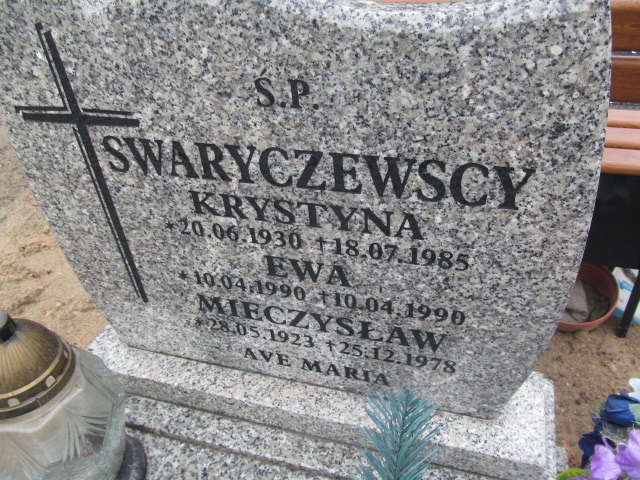 Ś.P.
SWARYCZEWSCY
KRYSTYNA
*20.06.1930 †18.07.1985
EWA
*10.04.1990 †10.04.1990
MIECZYSŁAW
*28.05.1923 †25.12.1978
AVE MARIA